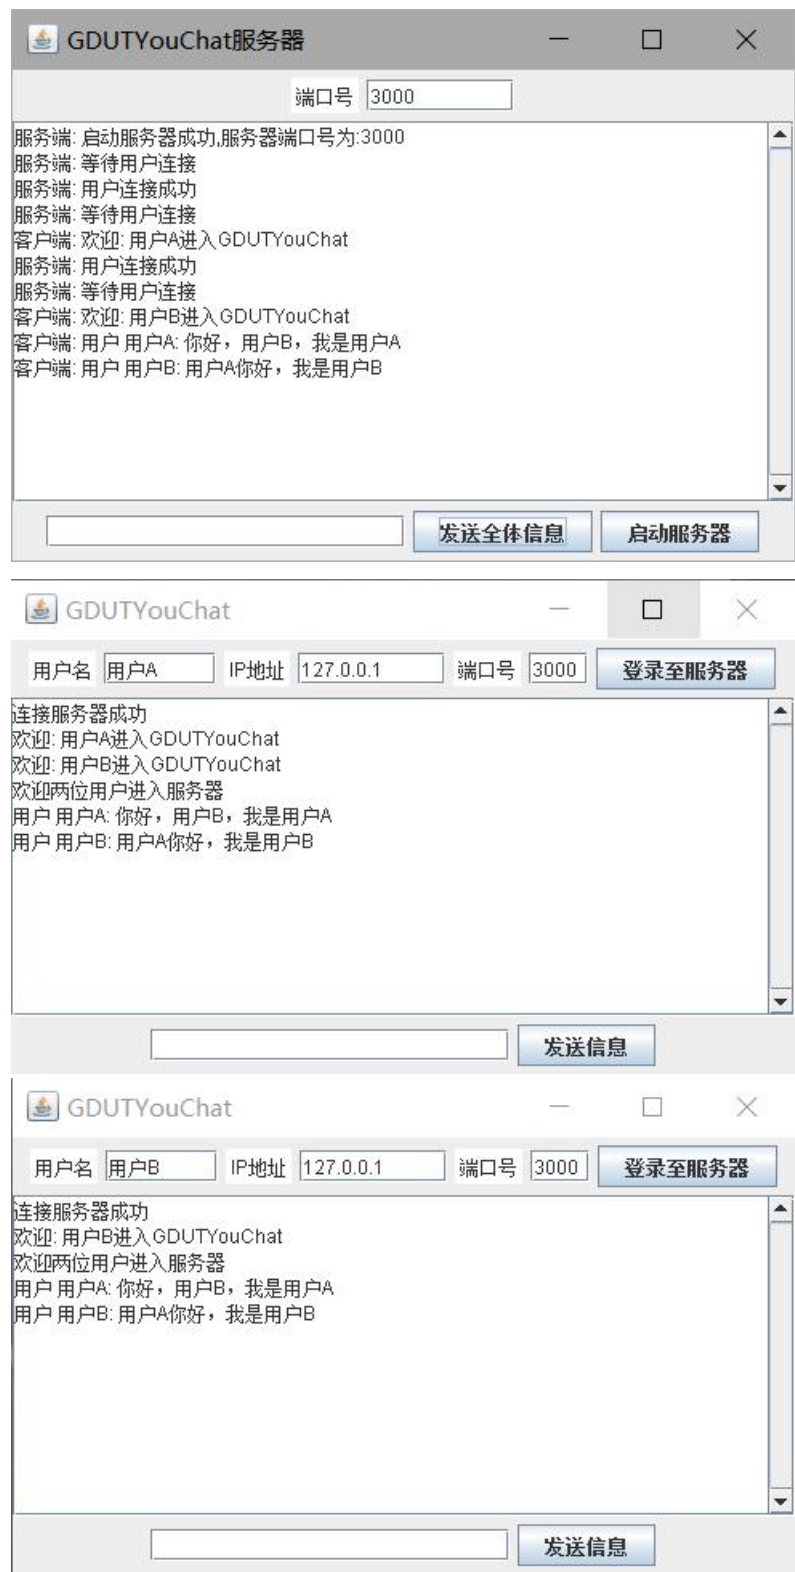 GDUTYouChat服务器
端口号 3000
服务端: 启动服务器成功,服务器端口号为:3000
服务端: 等待用户连接
服务端: 用户连接成功
服务端: 等待用户连接
客户端: 欢迎: 用户A进入GDUTYouChat
服务端: 用户连接成功
服务端: 等待用户连接
客户端: 欢迎: 用户B进入GDUTYouChat
客户端: 用户 用户A: 你好，用户B，我是用户A
客户端: 用户 用户B: 用户A你好，我是用户B
发送全体信息 启动服务器
GDUTYouChat
用户名 用户A IP地址 127.0.0.1 端口号 3000 登录至服务器
连接服务器成功
欢迎: 用户A进入GDUTYouChat
欢迎: 用户B进入GDUTYouChat
欢迎两位用户进入服务器
用户 用户A: 你好，用户B，我是用户A
用户 用户B: 用户A你好，我是用户B
发送信息
GDUTYouChat
用户名 用户B IP地址 127.0.0.1 端口号 3000 登录至服务器
连接服务器成功
欢迎: 用户B进入GDUTYouChat
欢迎两位用户进入服务器
用户 用户A: 你好，用户B，我是用户A
用户 用户B: 用户A你好，我是用户B
发送信息